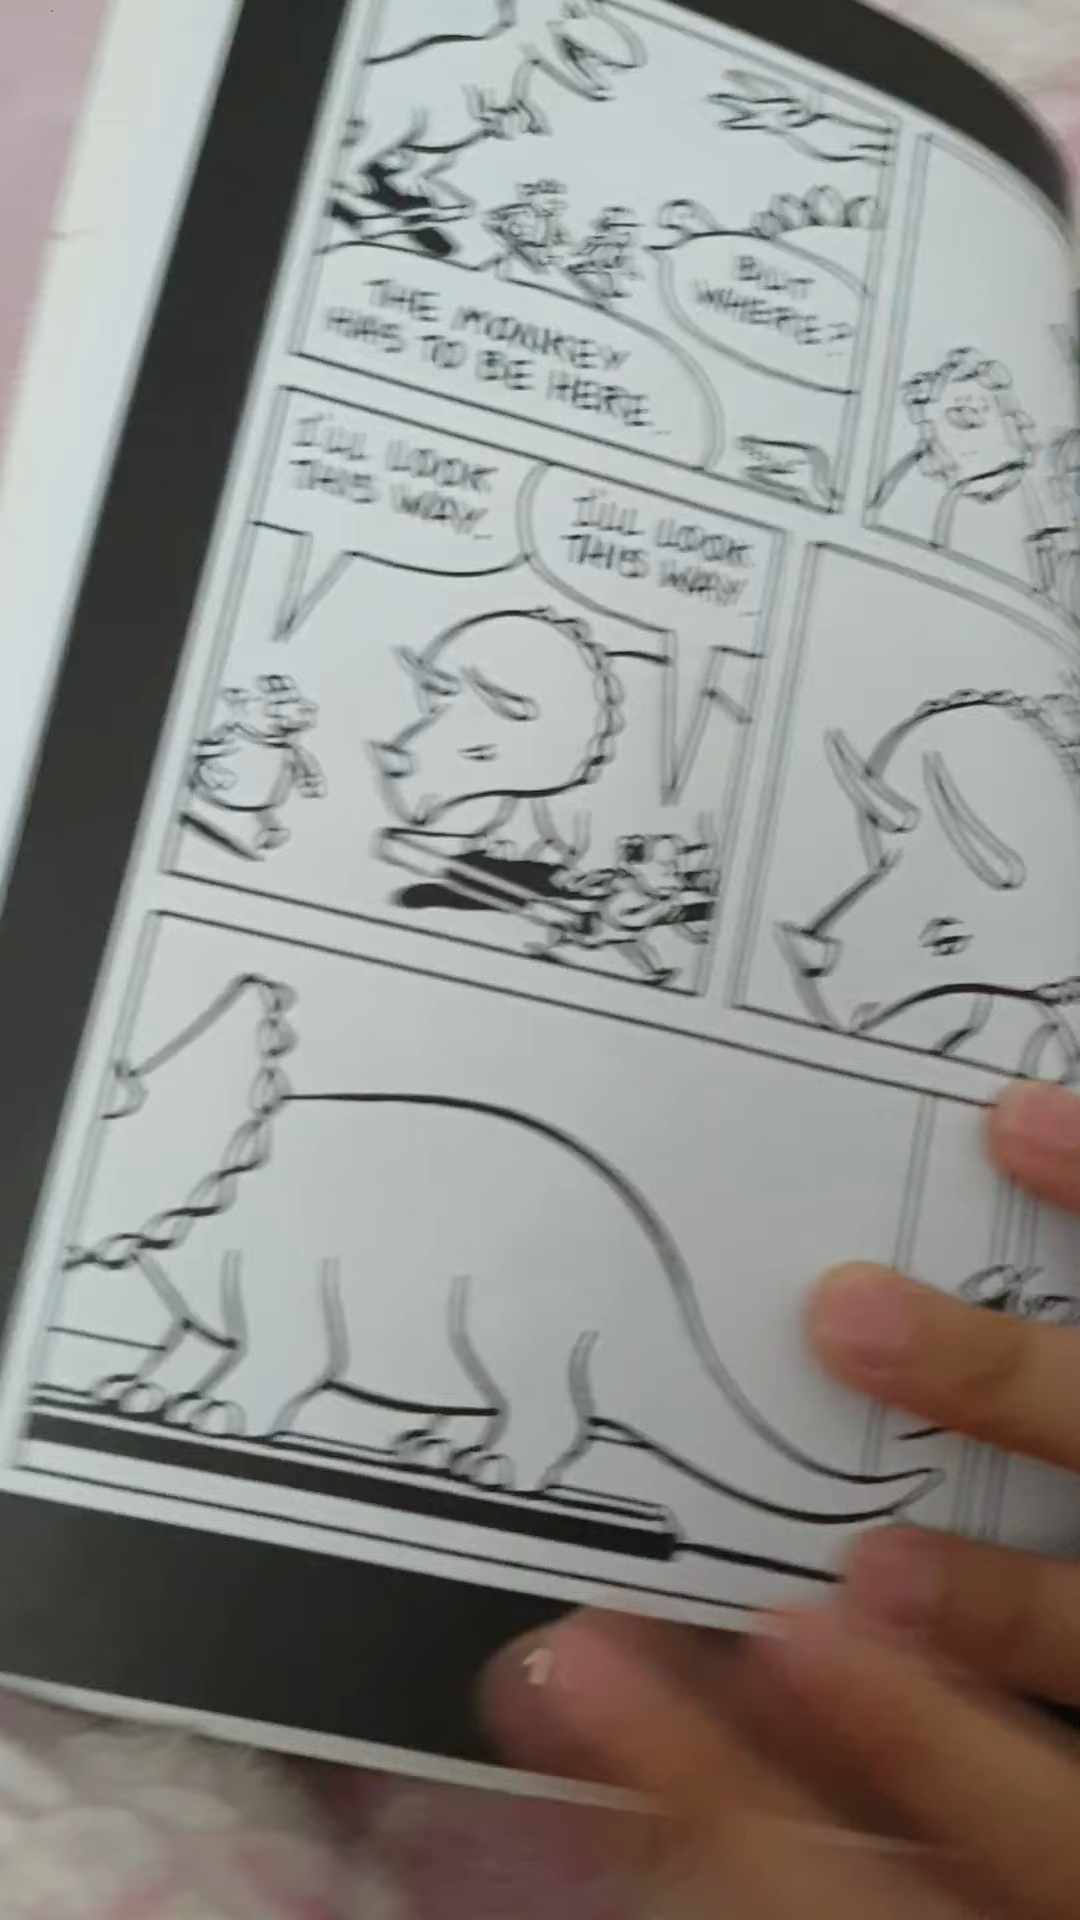 THE MONKEY
HAS TO BE HERE...
BUT
WHERE?
I'LL LOOK
THIS WAY...
I'LL LOOK
THIS WAY...